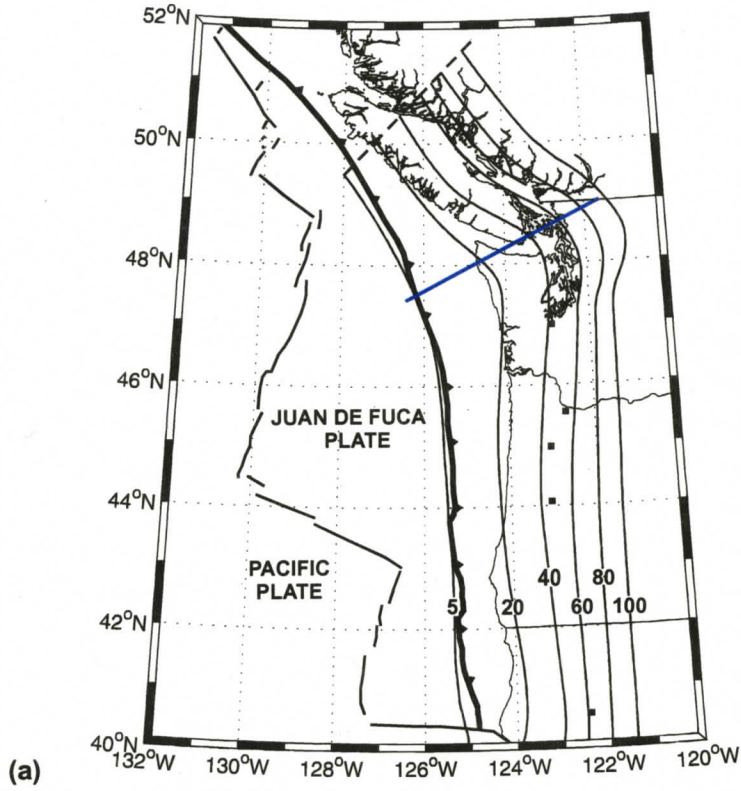 52°N
50°N
48°N
46°N
44°N
42°N
40°N
JUAN DE FUCA
PLATE
PACIFIC
PLATE
5
20
40
60
80
100
132°W
130°W
128°W
126°W
124°W
122°W
120°W
(a)